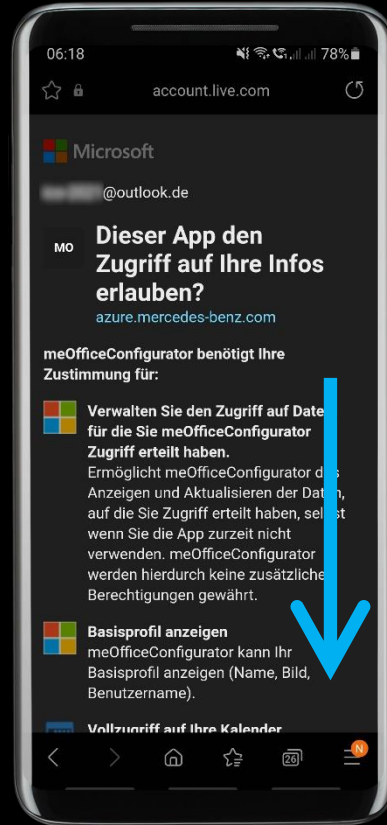 06:18 78%
account.live.com
Microsoft
@outlook.de
MO
Dieser App den
Zugriff auf Ihre Infos
erlauben?
azure.mercedes-benz.com
meOfficeConfigurator benötigt Ihre
Zustimmung für:
Verwalten Sie den Zugriff auf Date
für die Sie meOfficeConfigurator
Zugriff erteilt haben.
Ermöglicht meOfficeConfigurator d s
Anzeigen und Aktualisieren der Daten,
auf die Sie Zugriff erteilt haben, selbst
wenn Sie die App zurzeit nicht
verwenden. meOfficeConfigurator
werden hierdurch keine zusätzliche
Berechtigungen gewährt.
Basisprofil anzeigen
meOfficeConfigurator kann Ihr
Basisprofil anzeigen (Name, Bild,
Benutzername).
Vollzugriff auf Ihre Kalender
26
N